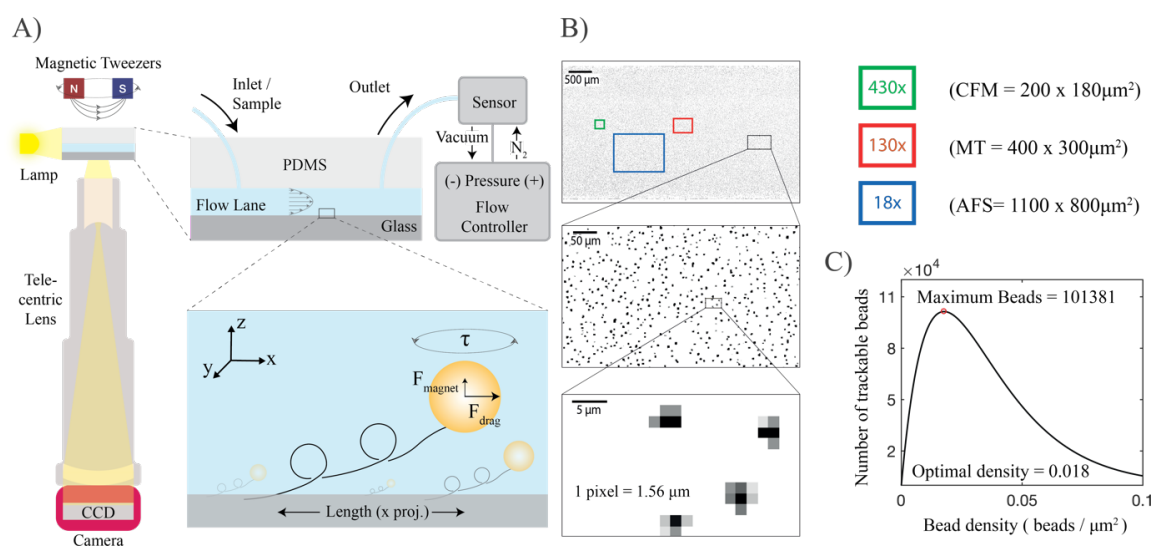 A)
Magnetic Tweezers
N
S
Lamp
Tele-
centric
Lens
CCD
Camera
Inlet /
Sample
Outlet
Sensor
Vacuum
N2
PDMS
(-) Pressure (+)
Flow
Controller
Flow Lane
Glass
z
y
x
τ
Fmagnet
Fdrag
Length (x proj.)
B)
500 μm
50 μm
5 μm
1 pixel = 1.56 μm
430x (CFM = 200 x 180μm²)
130x (MT = 400 x 300μm²)
18x (AFS= 1100 x 800μm²)
C)
×10⁴
Number of trackable beads
11
8
5
2
0
Maximum Beads = 101381
Optimal density = 0.018
0
0.05
0.1
Bead density ( beads / μm²)